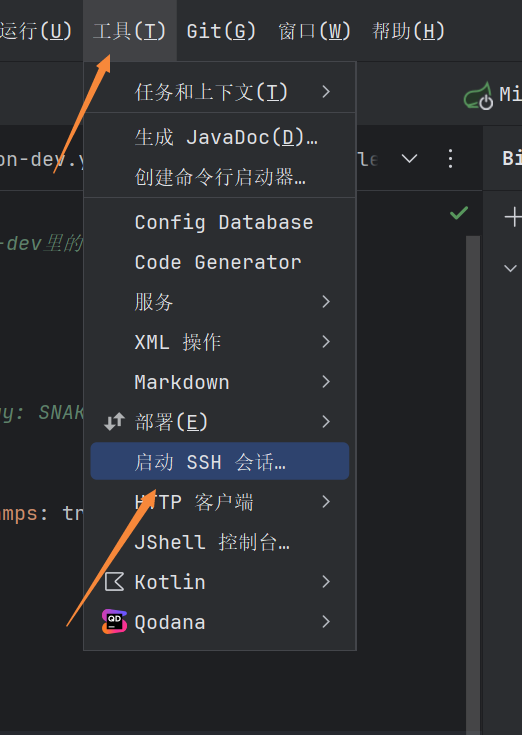 运行(U) 工具(T) Git(G) 窗口(W) 帮助(H)
任务和上下文(T)
Mi
生成 JavaDoc(D)…
on-dev.y
le
Bi
创建命令行启动器…
Config Database
-dev里的
Code Generator
服务
XML 操作
Markdown
y: SNAK
部署(E)
启动 SSH 会话…
HTTP 客户端
amps: tr
JShell 控制台…
Kotlin
QD Qodana